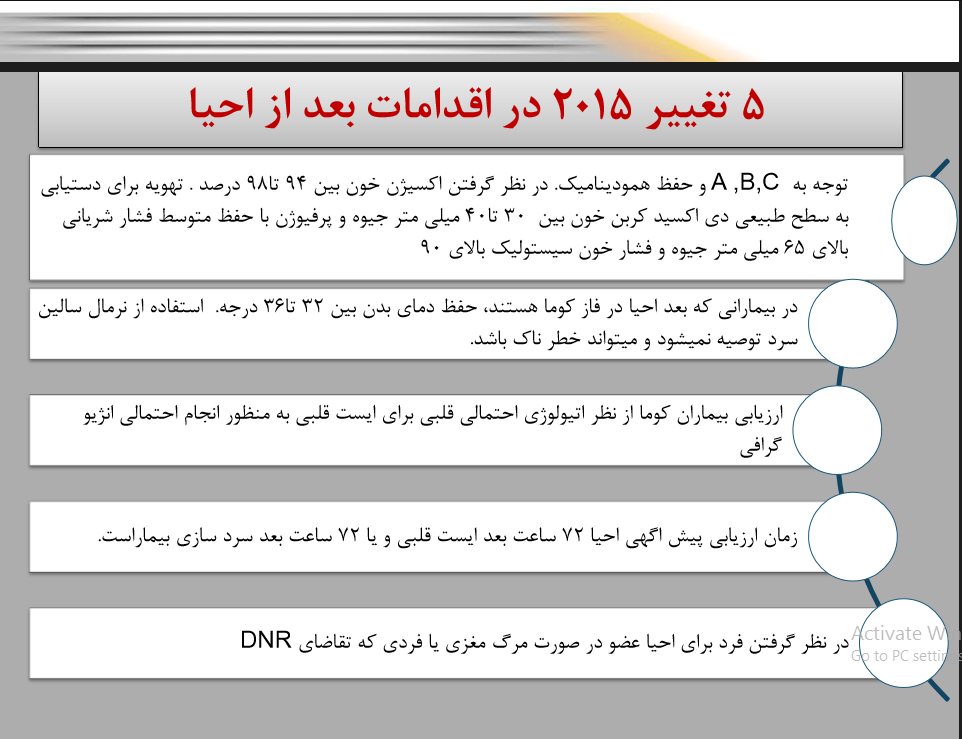 ۵ تغییر ۲۰۱۵ در اقدامات بعد از احیا
توجه به A ,B,C و حفظ همودینامیک. در نظر گرفتن اکسیژن خون بین ۹۴ تا۹۸ درصد . تهویه برای دستیابی
به سطح طبیعی دی اکسید کربن خون بین ۳۰ تا۴۰ میلی متر جیوه و پرفیوژن با حفظ متوسط فشار شریانی
بالای ۶۵ میلی متر جیوه و فشار خون سیستولیک بالای ۹۰
در بیمارانی که بعد احیا در فاز کوما هستند، حفظ دمای بدن بین ۳۲ تا۳۶ درجه. استفاده از نرمال سالین
سرد توصیه نمیشود و میتواند خطر ناک باشد.
ارزیابی بیماران کوما از نظر اتیولوژی احتمالی قلبی برای ایست قلبی به منظور انجام احتمالی انژیو
گرافی
زمان ارزیابی پیش اگهی احیا ۷۲ ساعت بعد ایست قلبی و یا ۷۲ ساعت بعد سرد سازی بیماراست.
در نظر گرفتن فرد برای احیا عضو در صورت مرگ مغزی یا فردی که تقاضای DNR
Activate Win
Go to PC settings